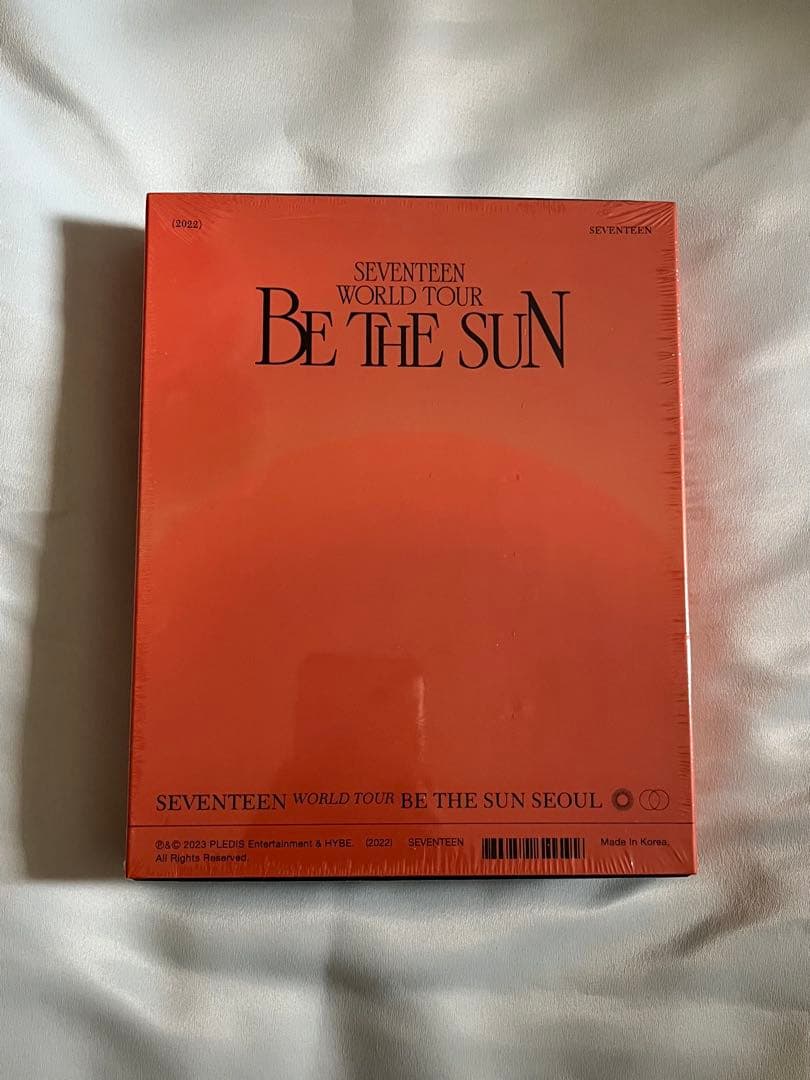 (2022)
SEVENTEEN
SEVENTEEN
WORLD TOUR
BE THE SUN
SEVENTEEN WORLD TOUR BE THE SUN SEOUL
℗&© 2023 PLEDIS Entertainment & HYBE. (2022) SEVENTEEN Made In Korea.
All Rights Reserved.